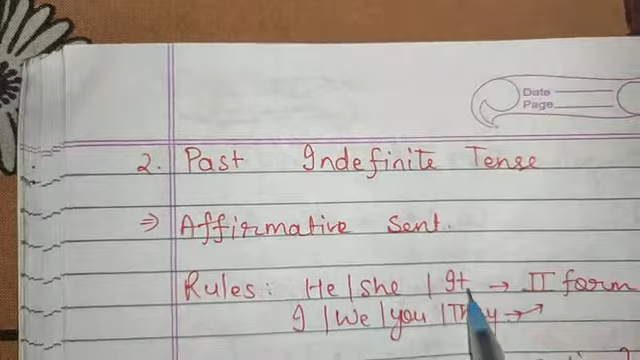 Date
Page
2. Past Indefinite Tense
⇒ Affirmative Sent.
Rules: He/she/It → II form
I/We/you/They →